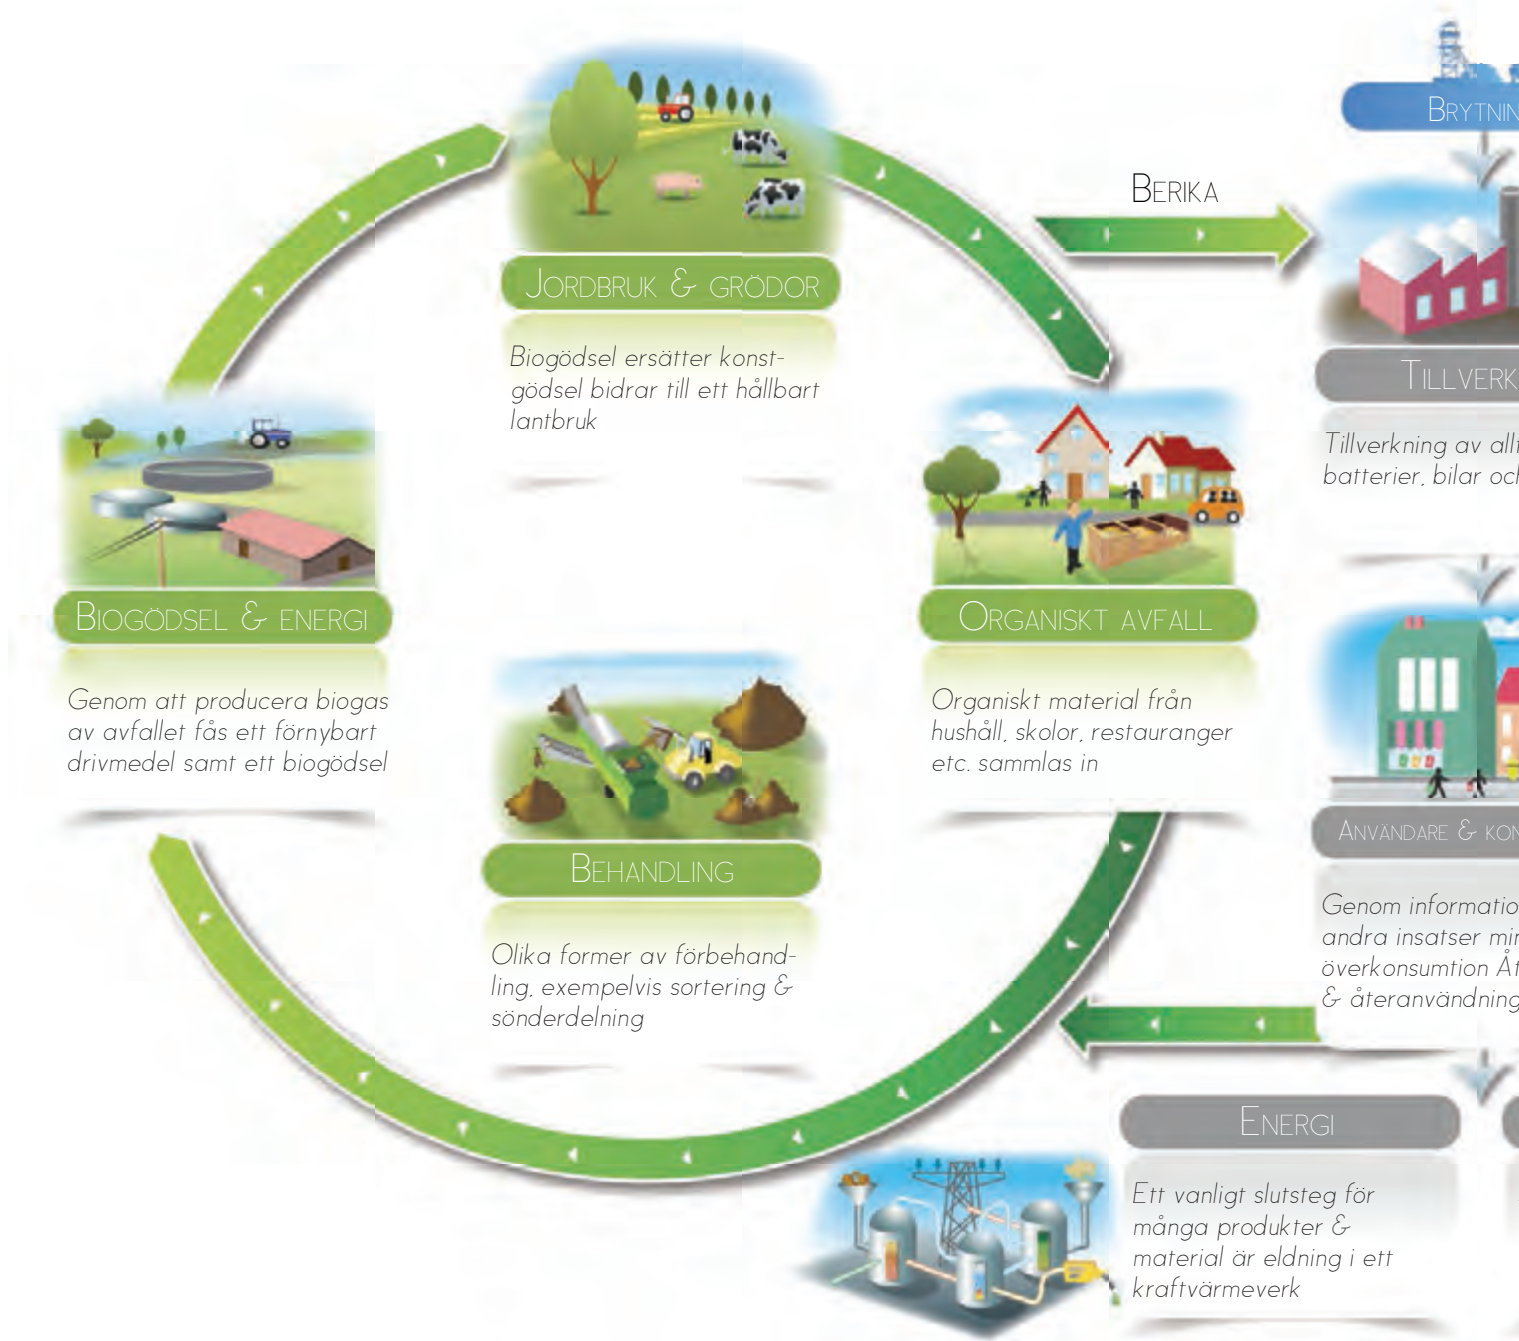 Jordbruk & grödor
Biogödsel ersätter konst-
gödsel bidrar till ett hållbart
lantbruk
Berika
Biogödsel & energi
Genom att producera biogas
av avfallet fås ett förnybart
drivmedel samt ett biogödsel
Organiskt avfall
Organiskt material från
hushåll, skolor, restauranger
etc. sammlas in
Behandling
Olika former av förbehand-
ling, exempelvis sortering &
sönderdelning
Brytnin
Tillverk
Tillverkning av allt
batterier, bilar och
Användare & kon
Genom informatio
andra insatser min
överkonsumtion Åt
& återanvändning
Energi
Ett vanligt slutsteg för
många produkter &
material är eldning i ett
kraftvärmeverk